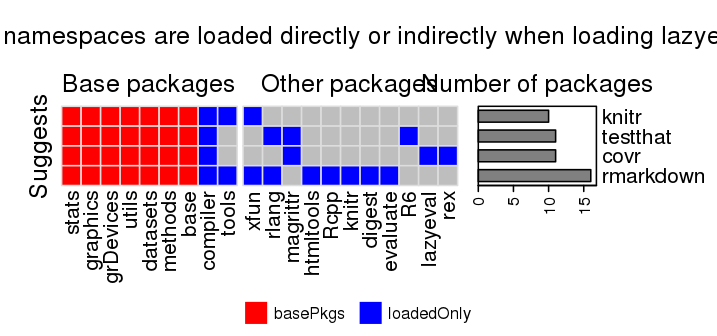 namespaces are loaded directly or indirectly when loading lazye
Base packages
Other packages
Number of packages
Suggests
knitr
testthat
covr
rmarkdown
0
5
10
15
stats
graphics
grDevices
utils
datasets
methods
base
compiler
tools
xfun
rlang
magrittr
htmltools
Rcpp
knitr
digest
evaluate
R6
lazyeval
rex
basePkgs
loadedOnly